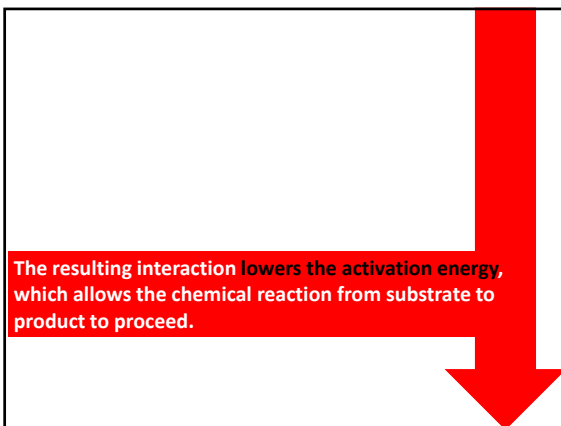 The resulting interaction lowers the activation energy,
which allows the chemical reaction from substrate to
product to proceed.